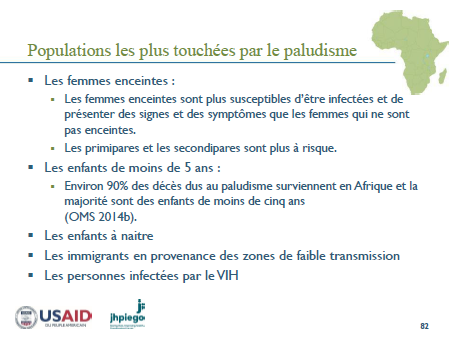 Populations les plus touchées par le paludisme
▪ Les femmes enceintes :
▪ Les femmes enceintes sont plus susceptibles d'être infectées et de
présenter des signes et des symptômes que les femmes qui ne sont
pas enceintes.
▪ Les primipares et les secondipares sont plus à risque.
▪ Les enfants de moins de 5 ans :
▪ Environ 90% des décès dus au paludisme surviennent en Afrique et la
majorité sont des enfants de moins de cinq ans
(OMS 2014b).
▪ Les enfants à naitre
▪ Les immigrants en provenance des zones de faible transmission
▪ Les personnes infectées par le VIH
USAID
jhpiego
82